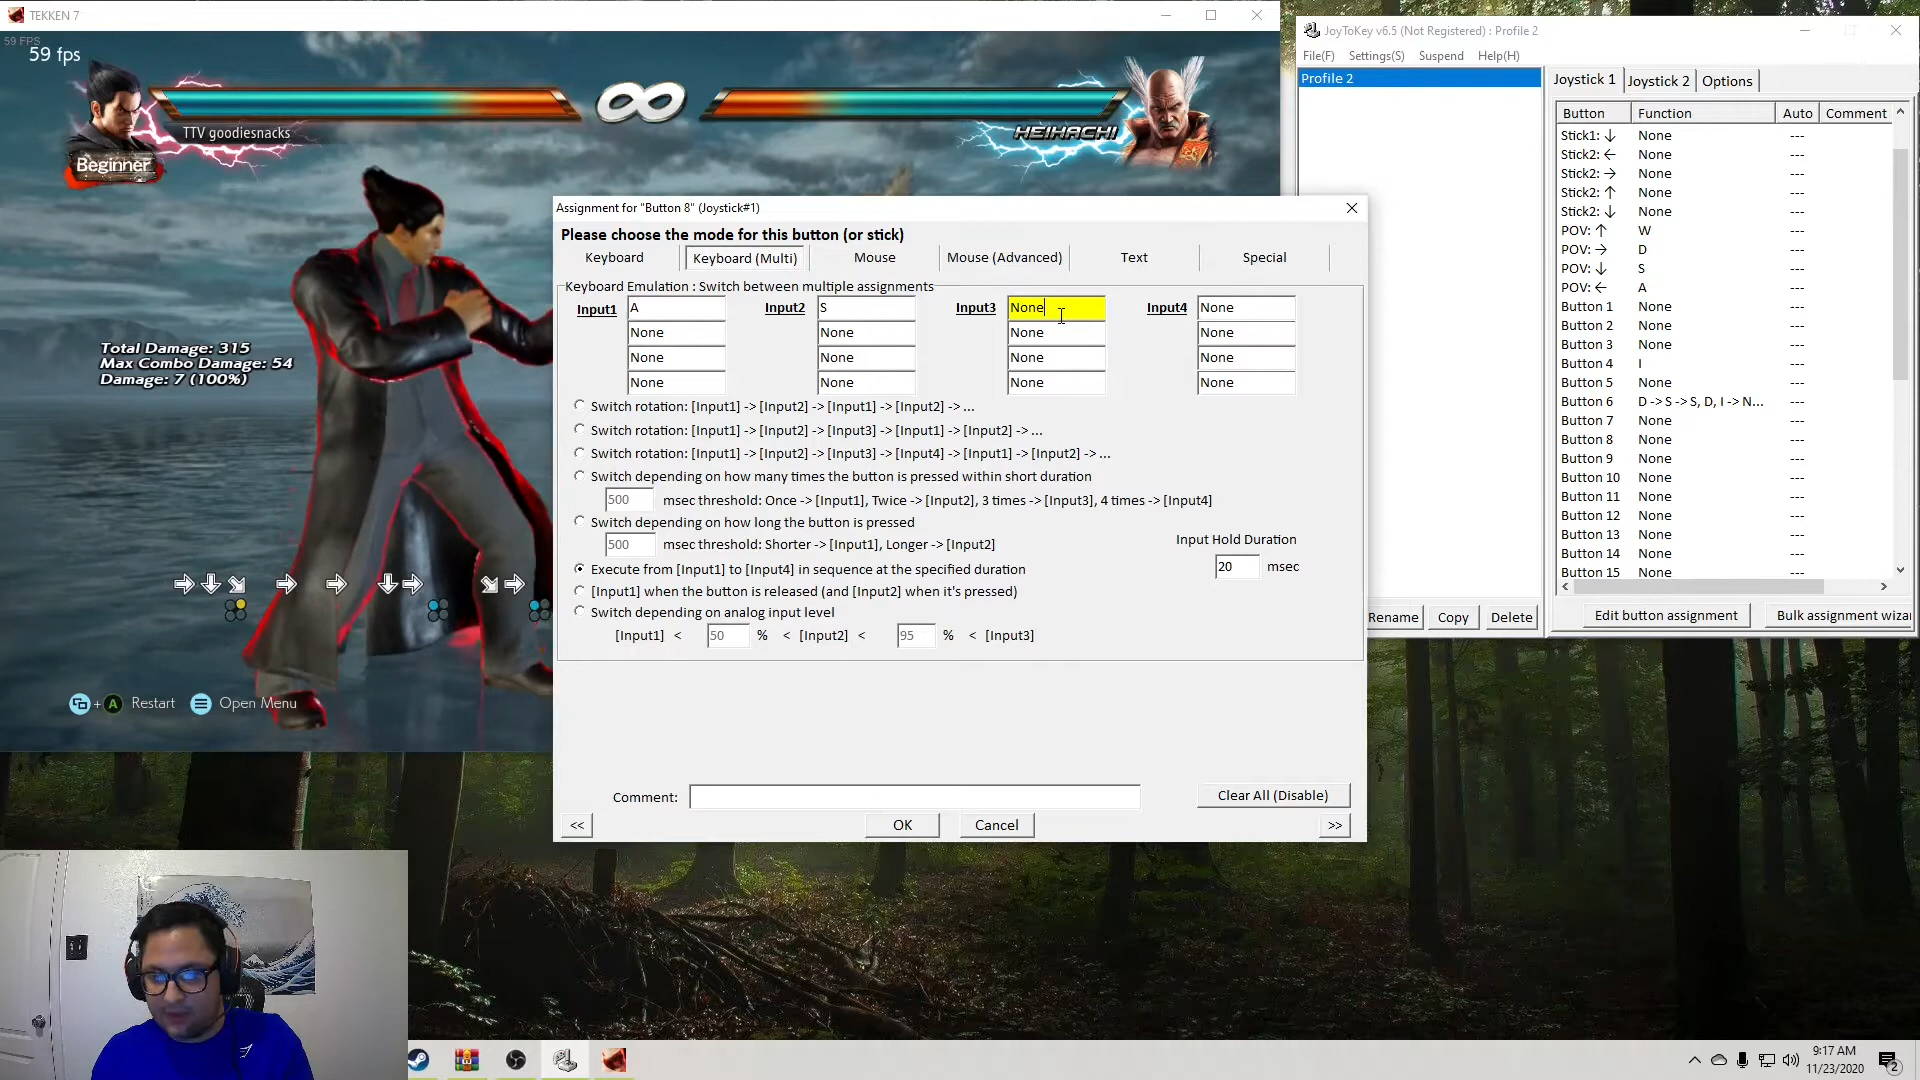 TEKKEN 7
59 FPS
59 fps
TTV goodiesnacks
HEIHACHI
Beginner
Total Damage: 315
Max Combo Damage: 54
Damage: 7 (100%)
+ A Restart Open Menu
Assignment for "Button 8" (Joystick#1)
Please choose the mode for this button (or stick)
Keyboard Keyboard (Multi) Mouse Mouse (Advanced) Text Special
Keyboard Emulation : Switch between multiple assignments
Input1 A Input2 S Input3 None Input4 None
None None None None
None None None None
None None None None
Switch rotation: [Input1] -> [Input2] -> [Input1] -> [Input2] -> ...
Switch rotation: [Input1] -> [Input2] -> [Input3] -> [Input1] -> [Input2] -> ...
Switch rotation: [Input1] -> [Input2] -> [Input3] -> [Input4] -> [Input1] -> [Input2] -> ...
Switch depending on how many times the button is pressed within short duration
500 msec threshold: Once -> [Input1], Twice -> [Input2], 3 times -> [Input3], 4 times -> [Input4]
Switch depending on how long the button is pressed
500 msec threshold: Shorter -> [Input1], Longer -> [Input2]
Input Hold Duration
20 msec
Execute from [Input1] to [Input4] in sequence at the specified duration
[Input1] when the button is released (and [Input2] when it's pressed)
Switch depending on analog input level
[Input1] < 50 % < [Input2] < 95 % < [Input3]
Comment:
Clear All (Disable)
<< OK Cancel >>
JoyToKey v6.5 (Not Registered) : Profile 2
File(F) Settings(S) Suspend Help(H)
Profile 2
Rename Copy Delete
Joystick 1 Joystick 2 Options
Button Function Auto Comment
Stick1: ↓ None ---
Stick2: ← None ---
Stick2: → None ---
Stick2: ↑ None ---
Stick2: ↓ None ---
POV: ↑ W ---
POV: → D ---
POV: ↓ S ---
POV: ← A ---
Button 1 None ---
Button 2 None ---
Button 3 None ---
Button 4 I ---
Button 5 None ---
Button 6 D -> S -> S, D, I -> N... ---
Button 7 None ---
Button 8 None ---
Button 9 None ---
Button 10 None ---
Button 11 None ---
Button 12 None ---
Button 13 None ---
Button 14 None ---
Button 15 None ---
Edit button assignment Bulk assignment wiza
9:17 AM
11/23/2020
2